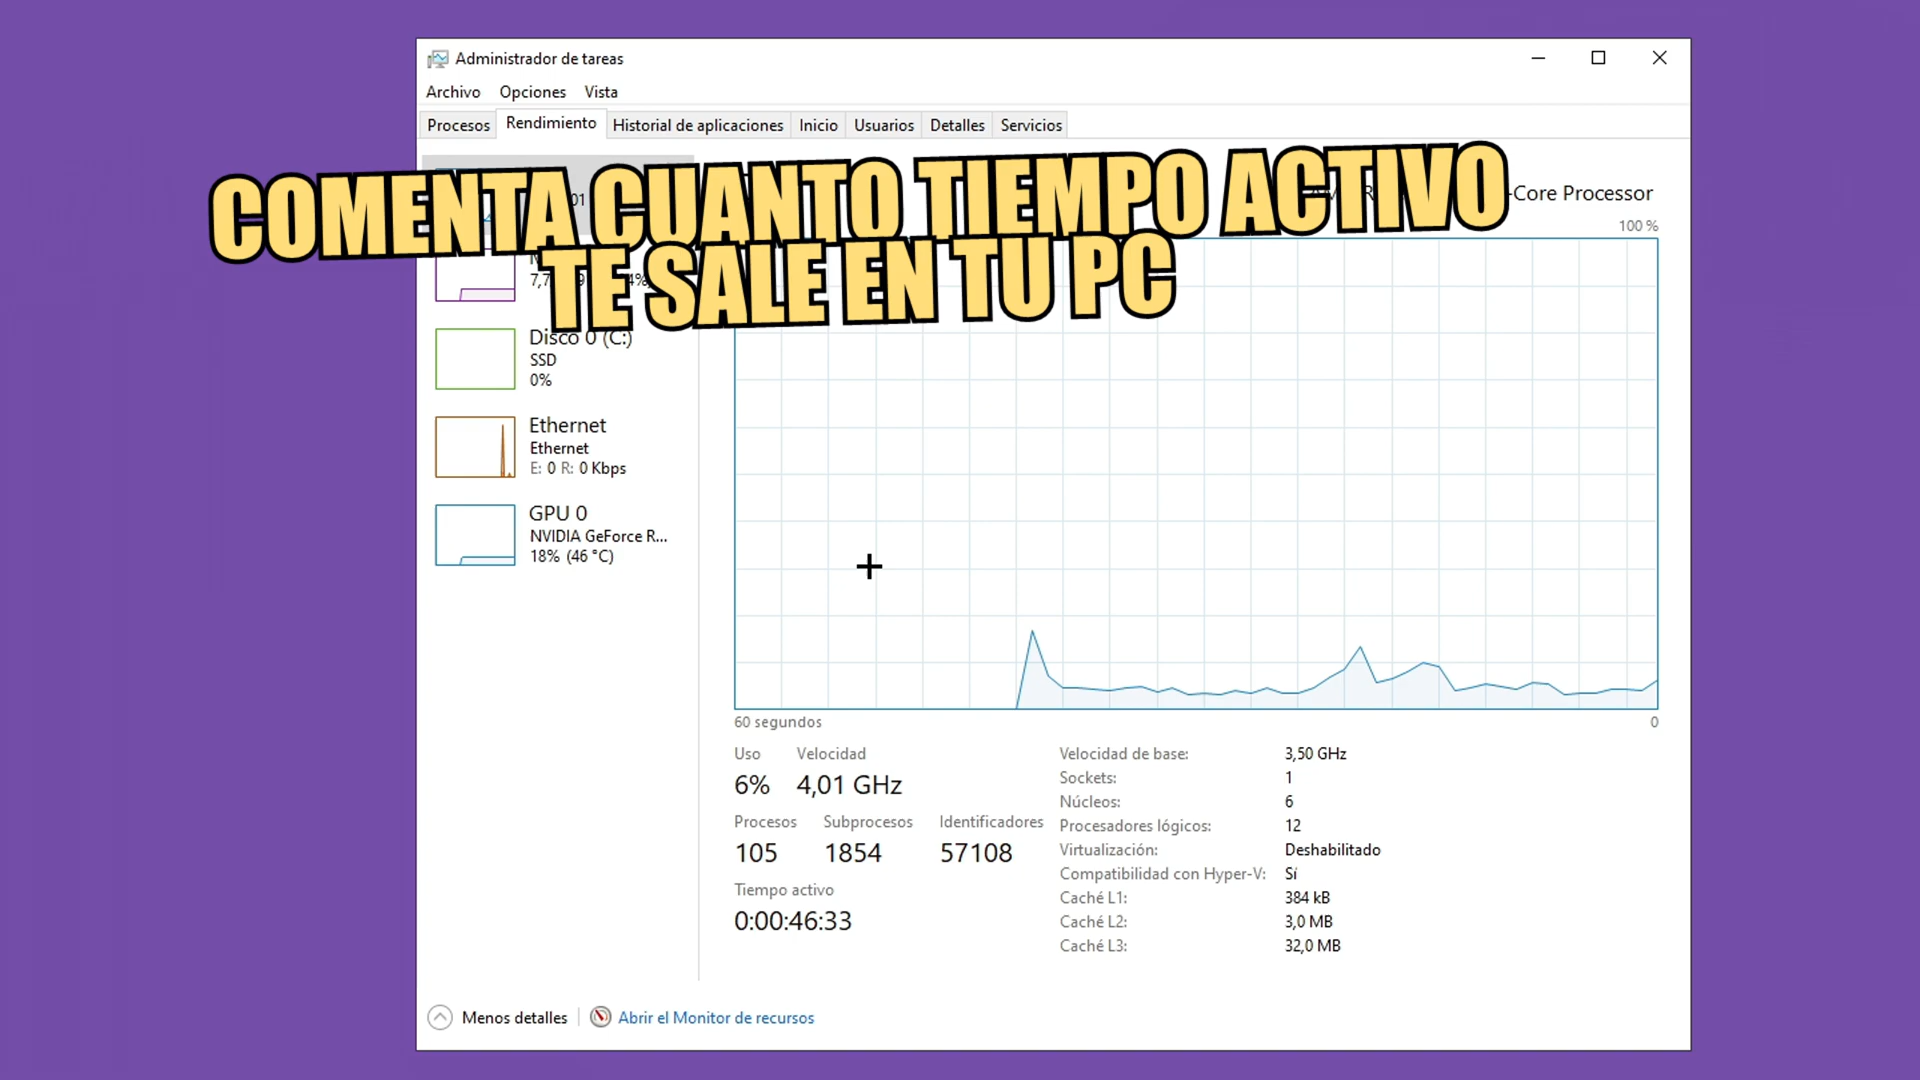 Administrador de tareas
Archivo Opciones Vista
Procesos Rendimiento Historial de aplicaciones Inicio Usuarios Detalles Servicios
COMENTA CUANTO TIEMPO ACTIVO
TE SALE EN TU PC
-Core Processor
100 %
Disco 0 (C:)
SSD
0%
Ethernet
Ethernet
E: 0 R: 0 Kbps
GPU 0
NVIDIA GeForce R...
18% (46 °C)
60 segundos 0
Uso Velocidad
6% 4,01 GHz
Procesos Subprocesos Identificadores
105 1854 57108
Tiempo activo
0:00:46:33
Velocidad de base: 3,50 GHz
Sockets: 1
Núcleos: 6
Procesadores lógicos: 12
Virtualización: Deshabilitado
Compatibilidad con Hyper-V: Sí
Caché L1: 384 kB
Caché L2: 3,0 MB
Caché L3: 32,0 MB
Menos detalles Abrir el Monitor de recursos